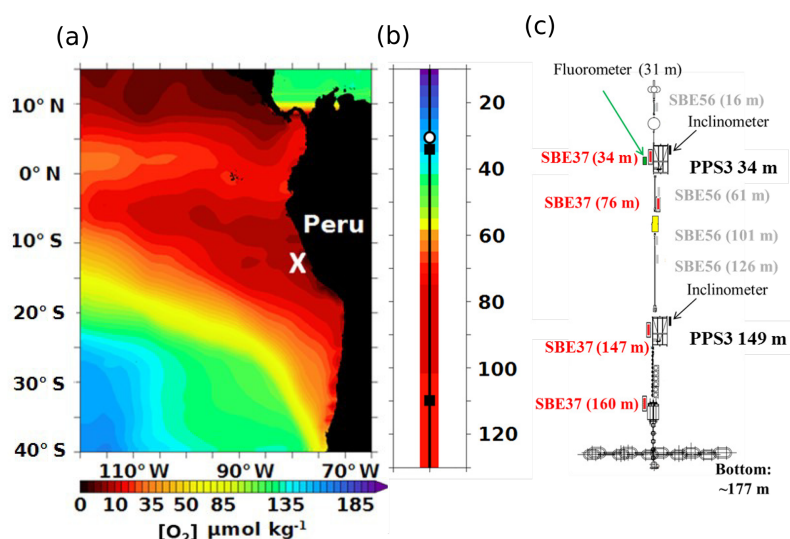 (a)
10° N
0° N
10° S
20° S
30° S
40° S
Peru
X
110° W
90° W
70° W
0 10 35 50 85 135 185
[O₂] μmol kg⁻¹
(b)
20
40
60
80
100
120
(c)
Fluorometer (31 m)
SBE56 (16 m)
Inclinometer
SBE37 (34 m)
PPS3 34 m
SBE37 (76 m)
SBE56 (61 m)
SBE56 (101 m)
SBE56 (126 m)
Inclinometer
PPS3 149 m
SBE37 (147 m)
SBE37 (160 m)
Bottom:
~177 m